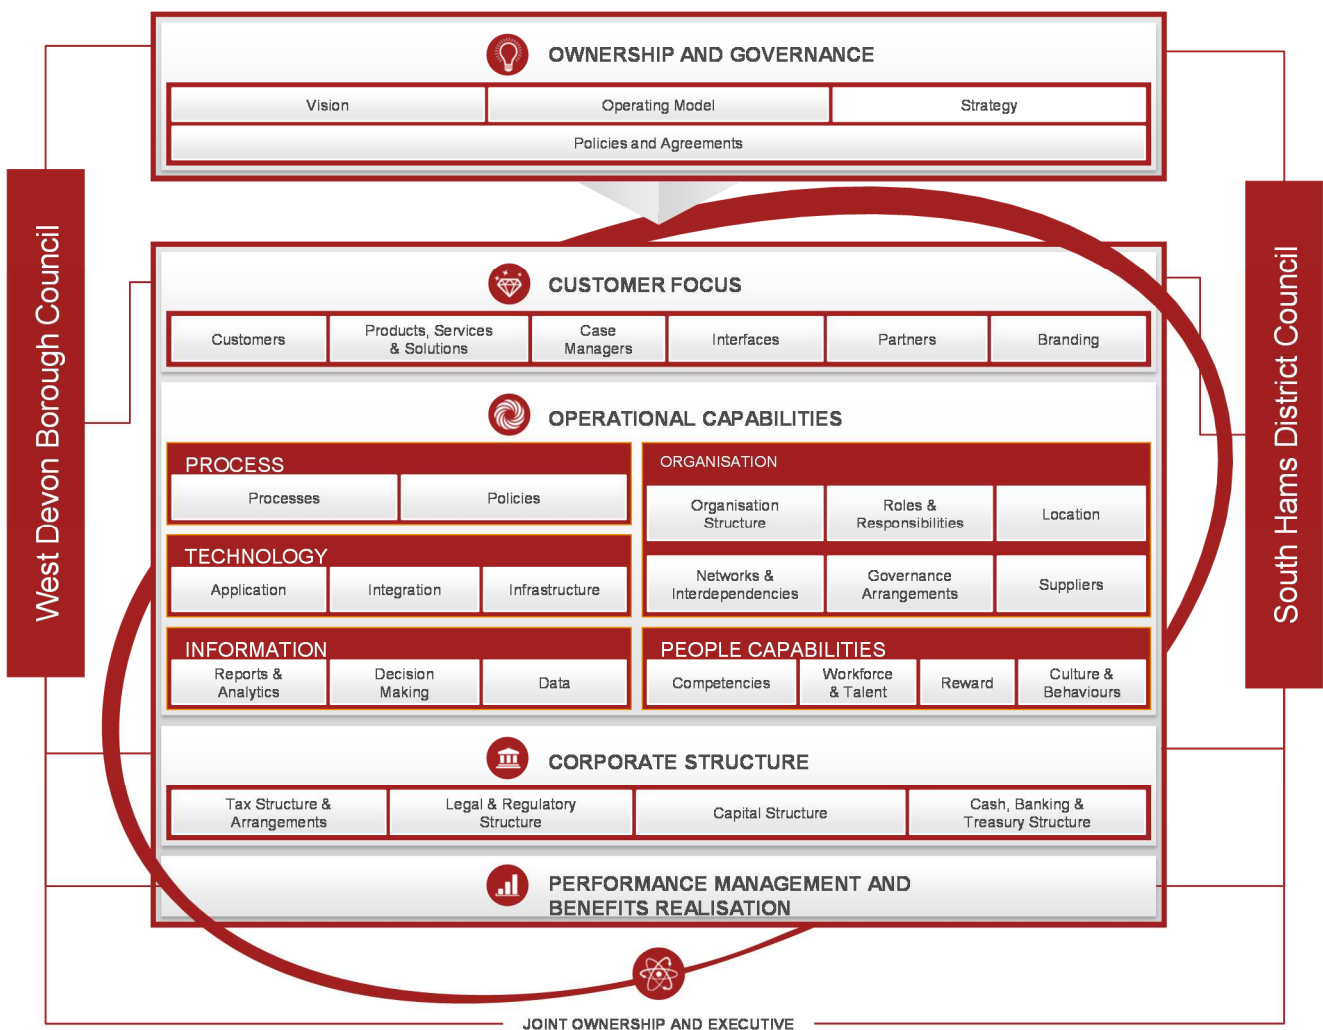 OWNERSHIP AND GOVERNANCE
Vision
Operating Model
Strategy
Policies and Agreements
West Devon Borough Council
South Hams District Council
CUSTOMER FOCUS
Customers
Products, Services
& Solutions
Case
Managers
Interfaces
Partners
Branding
OPERATIONAL CAPABILITIES
PROCESS
Processes
Policies
ORGANISATION
Organisation
Structure
Roles &
Responsibilities
Location
Networks &
Interdependencies
Governance
Arrangements
Suppliers
TECHNOLOGY
Application
Integration
Infrastructure
INFORMATION
Reports &
Analytics
Decision
Making
Data
PEOPLE CAPABILITIES
Competencies
Workforce
& Talent
Reward
Culture &
Behaviours
CORPORATE STRUCTURE
Tax Structure &
Arrangements
Legal & Regulatory
Structure
Capital Structure
Cash, Banking &
Treasury Structure
PERFORMANCE MANAGEMENT AND
BENEFITS REALISATION
JOINT OWNERSHIP AND EXECUTIVE